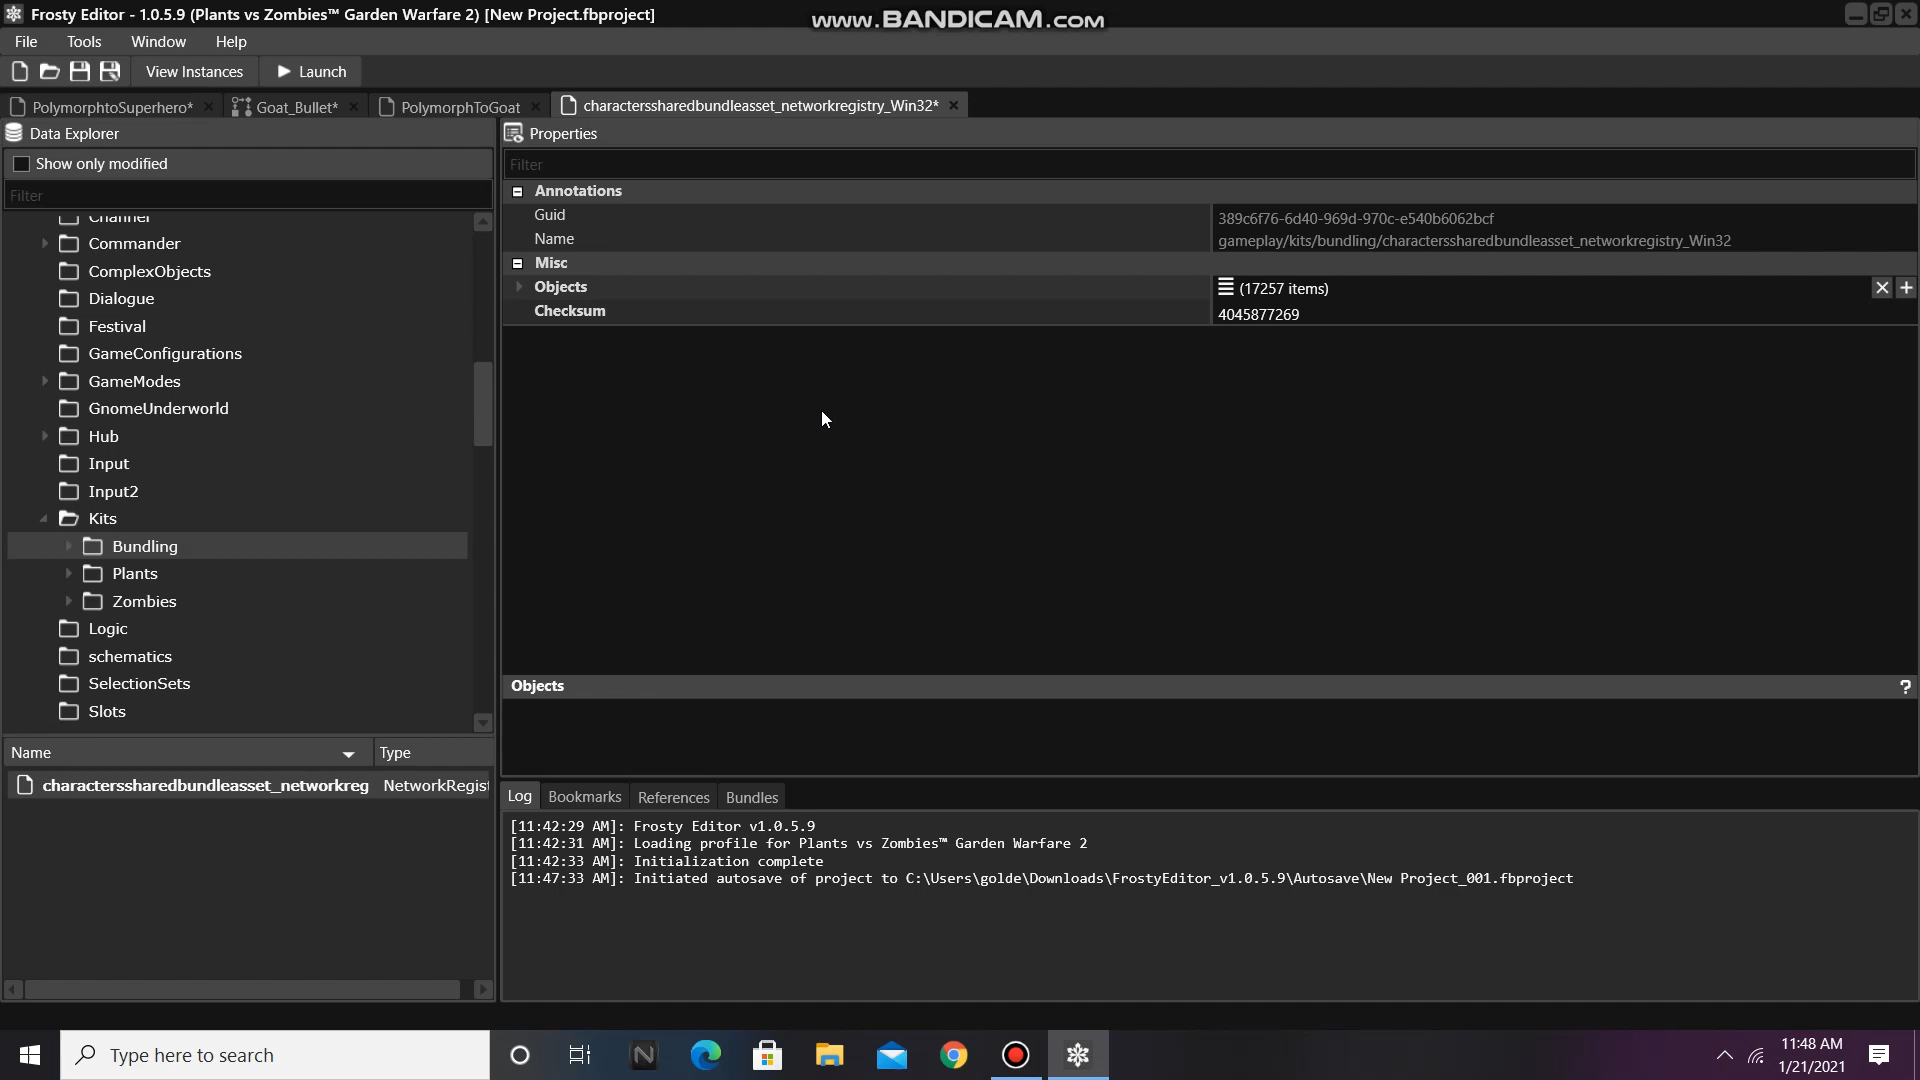 Frosty Editor - 1.0.5.9 (Plants vs Zombies™ Garden Warfare 2) [New Project.fbproject]
www.BANDICAM.com
File Tools Window Help
View Instances Launch
PolymorphtoSuperhero* Goat_Bullet* PolymorphToGoat characterssharedbundleasset_networkregistry_Win32*
Data Explorer
Show only modified
Filter
Channel
Commander
ComplexObjects
Dialogue
Festival
GameConfigurations
GameModes
GnomeUnderworld
Hub
Input
Input2
Kits
Bundling
Plants
Zombies
Logic
schematics
SelectionSets
Slots
Name Type
characterssharedbundleasset_networkreg NetworkRegist
Properties
Filter
Annotations
Guid 389c6f76-6d40-969d-970c-e540b6062bcf
Name gameplay/kits/bundling/characterssharedbundleasset_networkregistry_Win32
Misc
Objects (17257 items)
Checksum 4045877269
Objects ?
Log Bookmarks References Bundles
[11:42:29 AM]: Frosty Editor v1.0.5.9
[11:42:31 AM]: Loading profile for Plants vs Zombies™ Garden Warfare 2
[11:42:33 AM]: Initialization complete
[11:47:33 AM]: Initiated autosave of project to C:\Users\golde\Downloads\FrostyEditor_v1.0.5.9\Autosave\New Project_001.fbproject
Type here to search
11:48 AM
1/21/2021